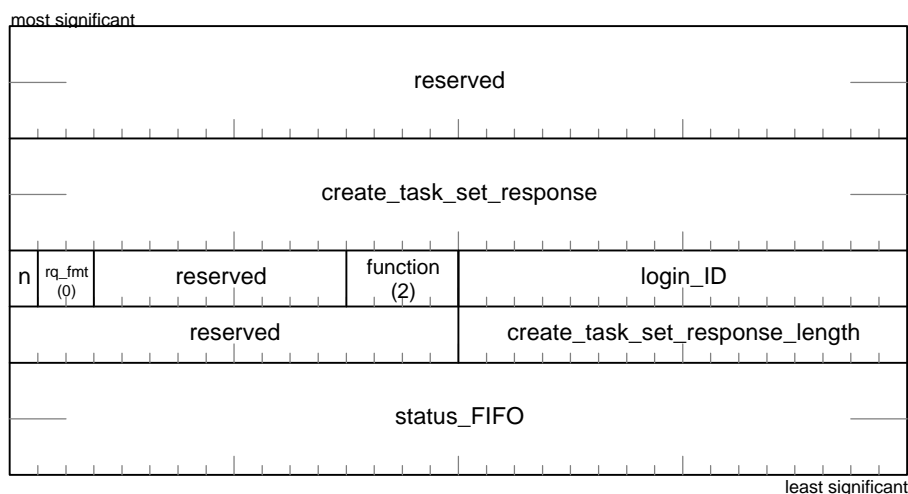 most significant
reserved
create_task_set_response
n rq_fmt reserved function login_ID
(0) (2)
reserved create_task_set_response_length
status_FIFO
least significant